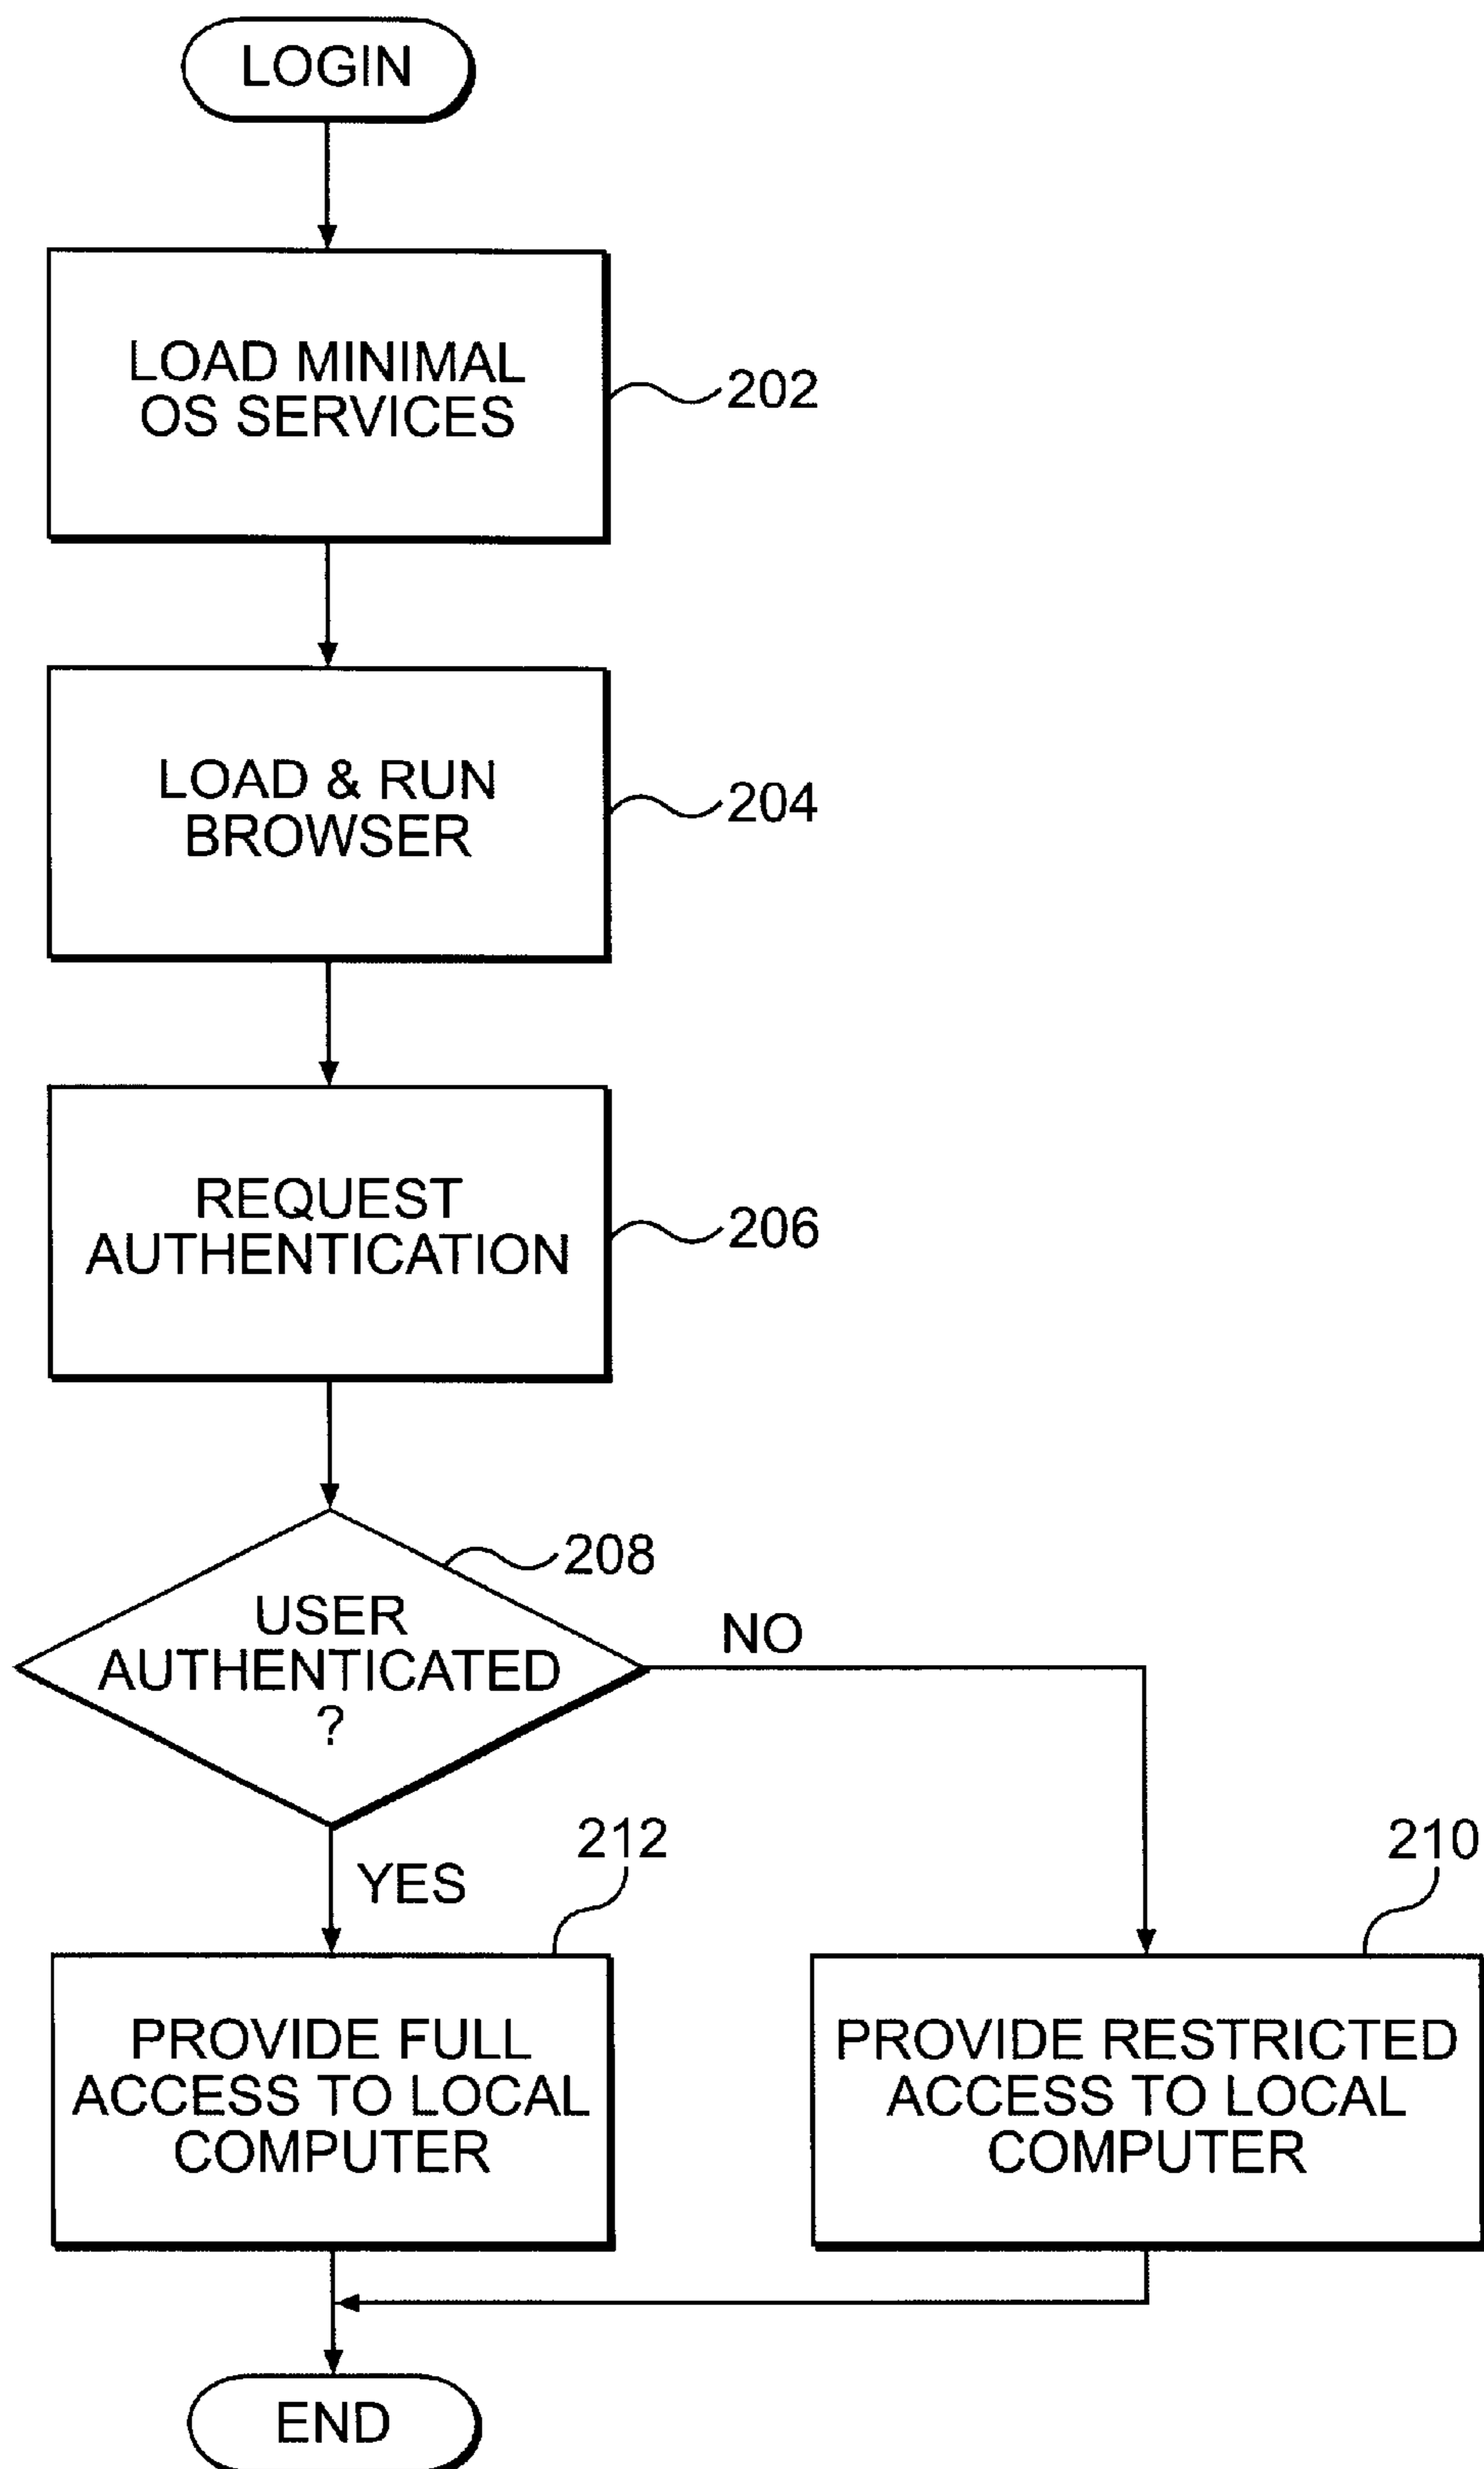 LOGIN
LOAD MINIMAL
OS SERVICES
202
LOAD & RUN
BROWSER
204
REQUEST
AUTHENTICATION
206
208
USER
AUTHENTICATED
?
NO
YES
212
210
PROVIDE FULL
ACCESS TO LOCAL
COMPUTER
PROVIDE RESTRICTED
ACCESS TO LOCAL
COMPUTER
END